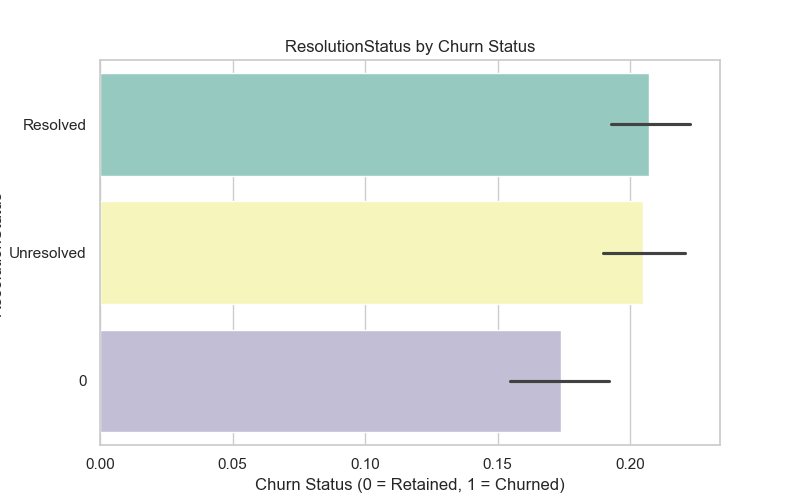 ResolutionStatus by Churn Status
Resolved
Unresolved
0
0.00 0.05 0.10 0.15 0.20
Churn Status (0 = Retained, 1 = Churned)